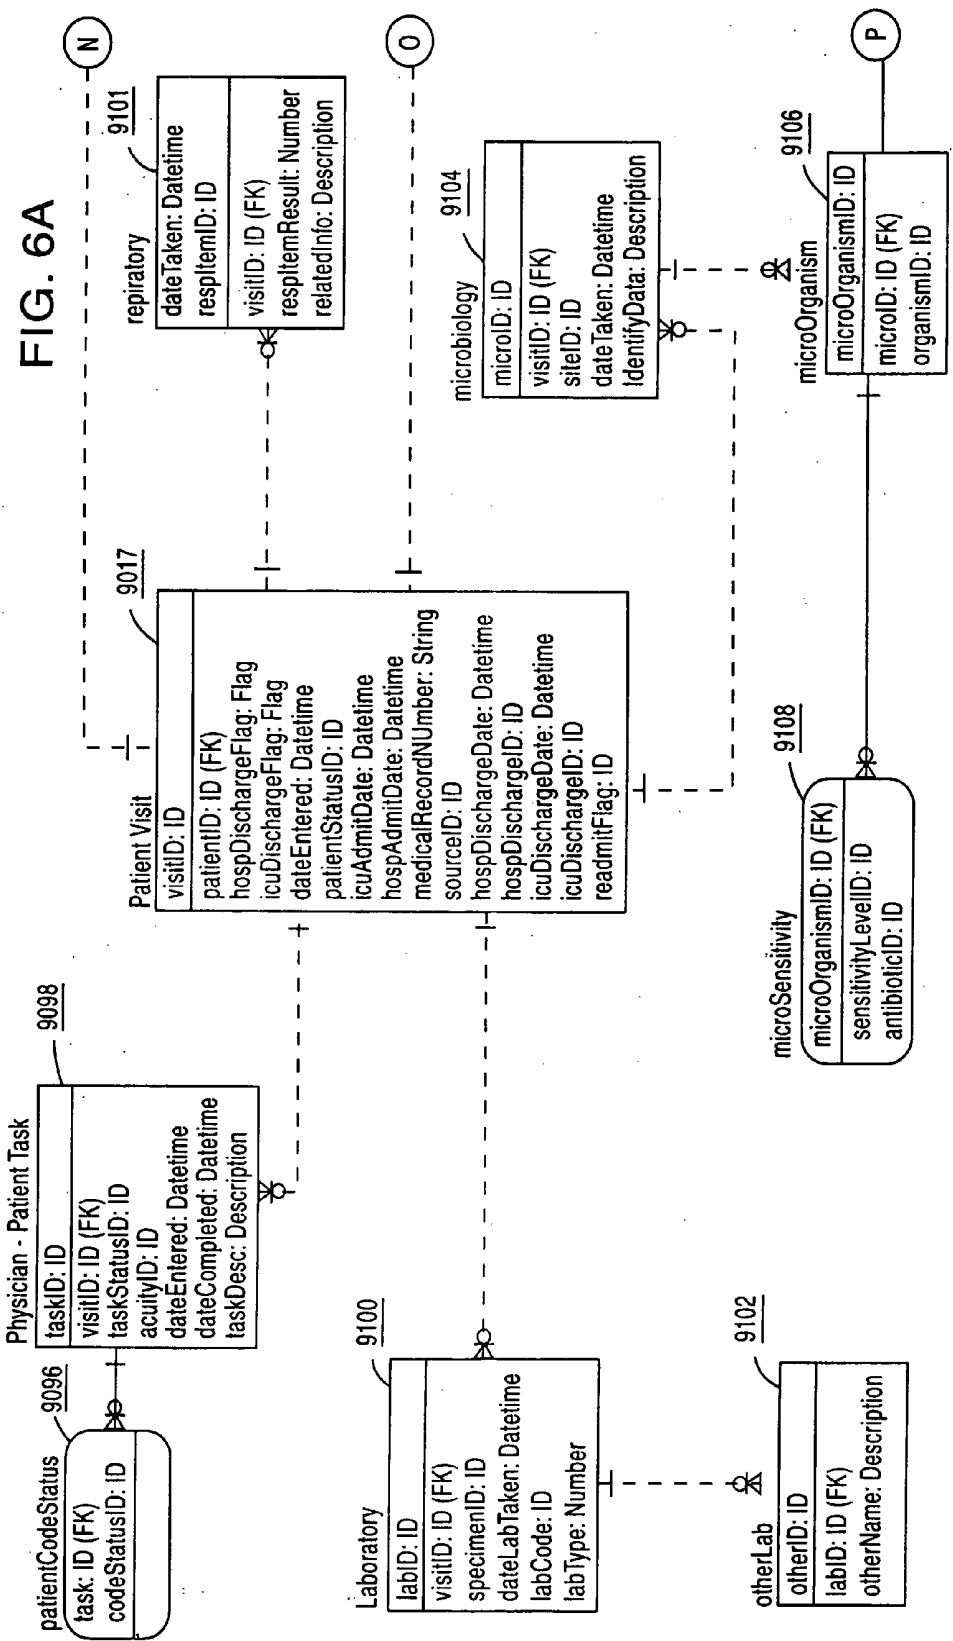 FIG. 6A
patientCodeStatus
9096
task: ID (FK)
codeStatusID: ID
Physician - Patient Task
9098
taskID: ID
visitID: ID (FK)
taskStatusID: ID
acuityID: ID
dateEntered: Datetime
dateCompleted: Datetime
taskDesc: Description
Patient Visit
9017
visitID: ID
patientID: ID (FK)
hospDischargeFlag: Flag
icuDischargeFlag: Flag
dateEntered: Datetime
patientStatusID: ID
icuAdmitDate: Datetime
hospAdmitDate: Datetime
medicalRecordNUmber: String
sourceID: ID
hospDischargeDate: Datetime
hospDischargeID: ID
icuDischargeDate: Datetime
icuDischargeID: ID
readmitFlag: ID
N
repiratory
9101
dateTaken: Datetime
respItemID: ID
visitID: ID (FK)
respItemResult: Number
relatedInfo: Description
O
Laboratory
9100
labID: ID
visitID: ID (FK)
specimenID: ID
dateLabTaken: Datetime
labCode: ID
labType: Number
microbiology
9104
microID: ID
visitID: ID (FK)
siteID: ID
dateTaken: Datetime
IdentifyData: Description
otherLab
9102
otherID: ID
labID: ID (FK)
otherName: Description
microSensitivity
9108
microOrganismID: ID (FK)
sensitivityLevelID: ID
antibioticID: ID
microOrganism
9106
microOrganismID: ID
microID: ID (FK)
organismID: ID
P